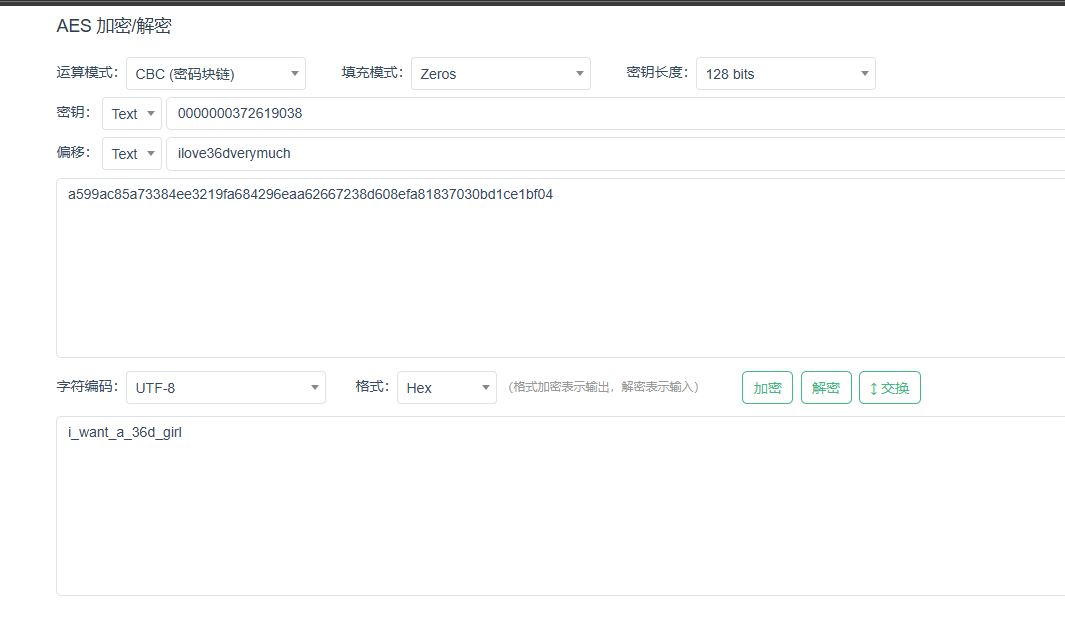 AES 加密/解密
运算模式： CBC (密码块链) 填充模式： Zeros 密钥长度： 128 bits
密钥： Text 0000000372619038
偏移： Text ilove36dverymuch
a599ac85a73384ee3219fa684296eaa62667238d608efa81837030bd1ce1bf04
字符编码： UTF-8 格式： Hex (格式加密表示输出，解密表示输入) 加密 解密 ↕交换
i_want_a_36d_girl